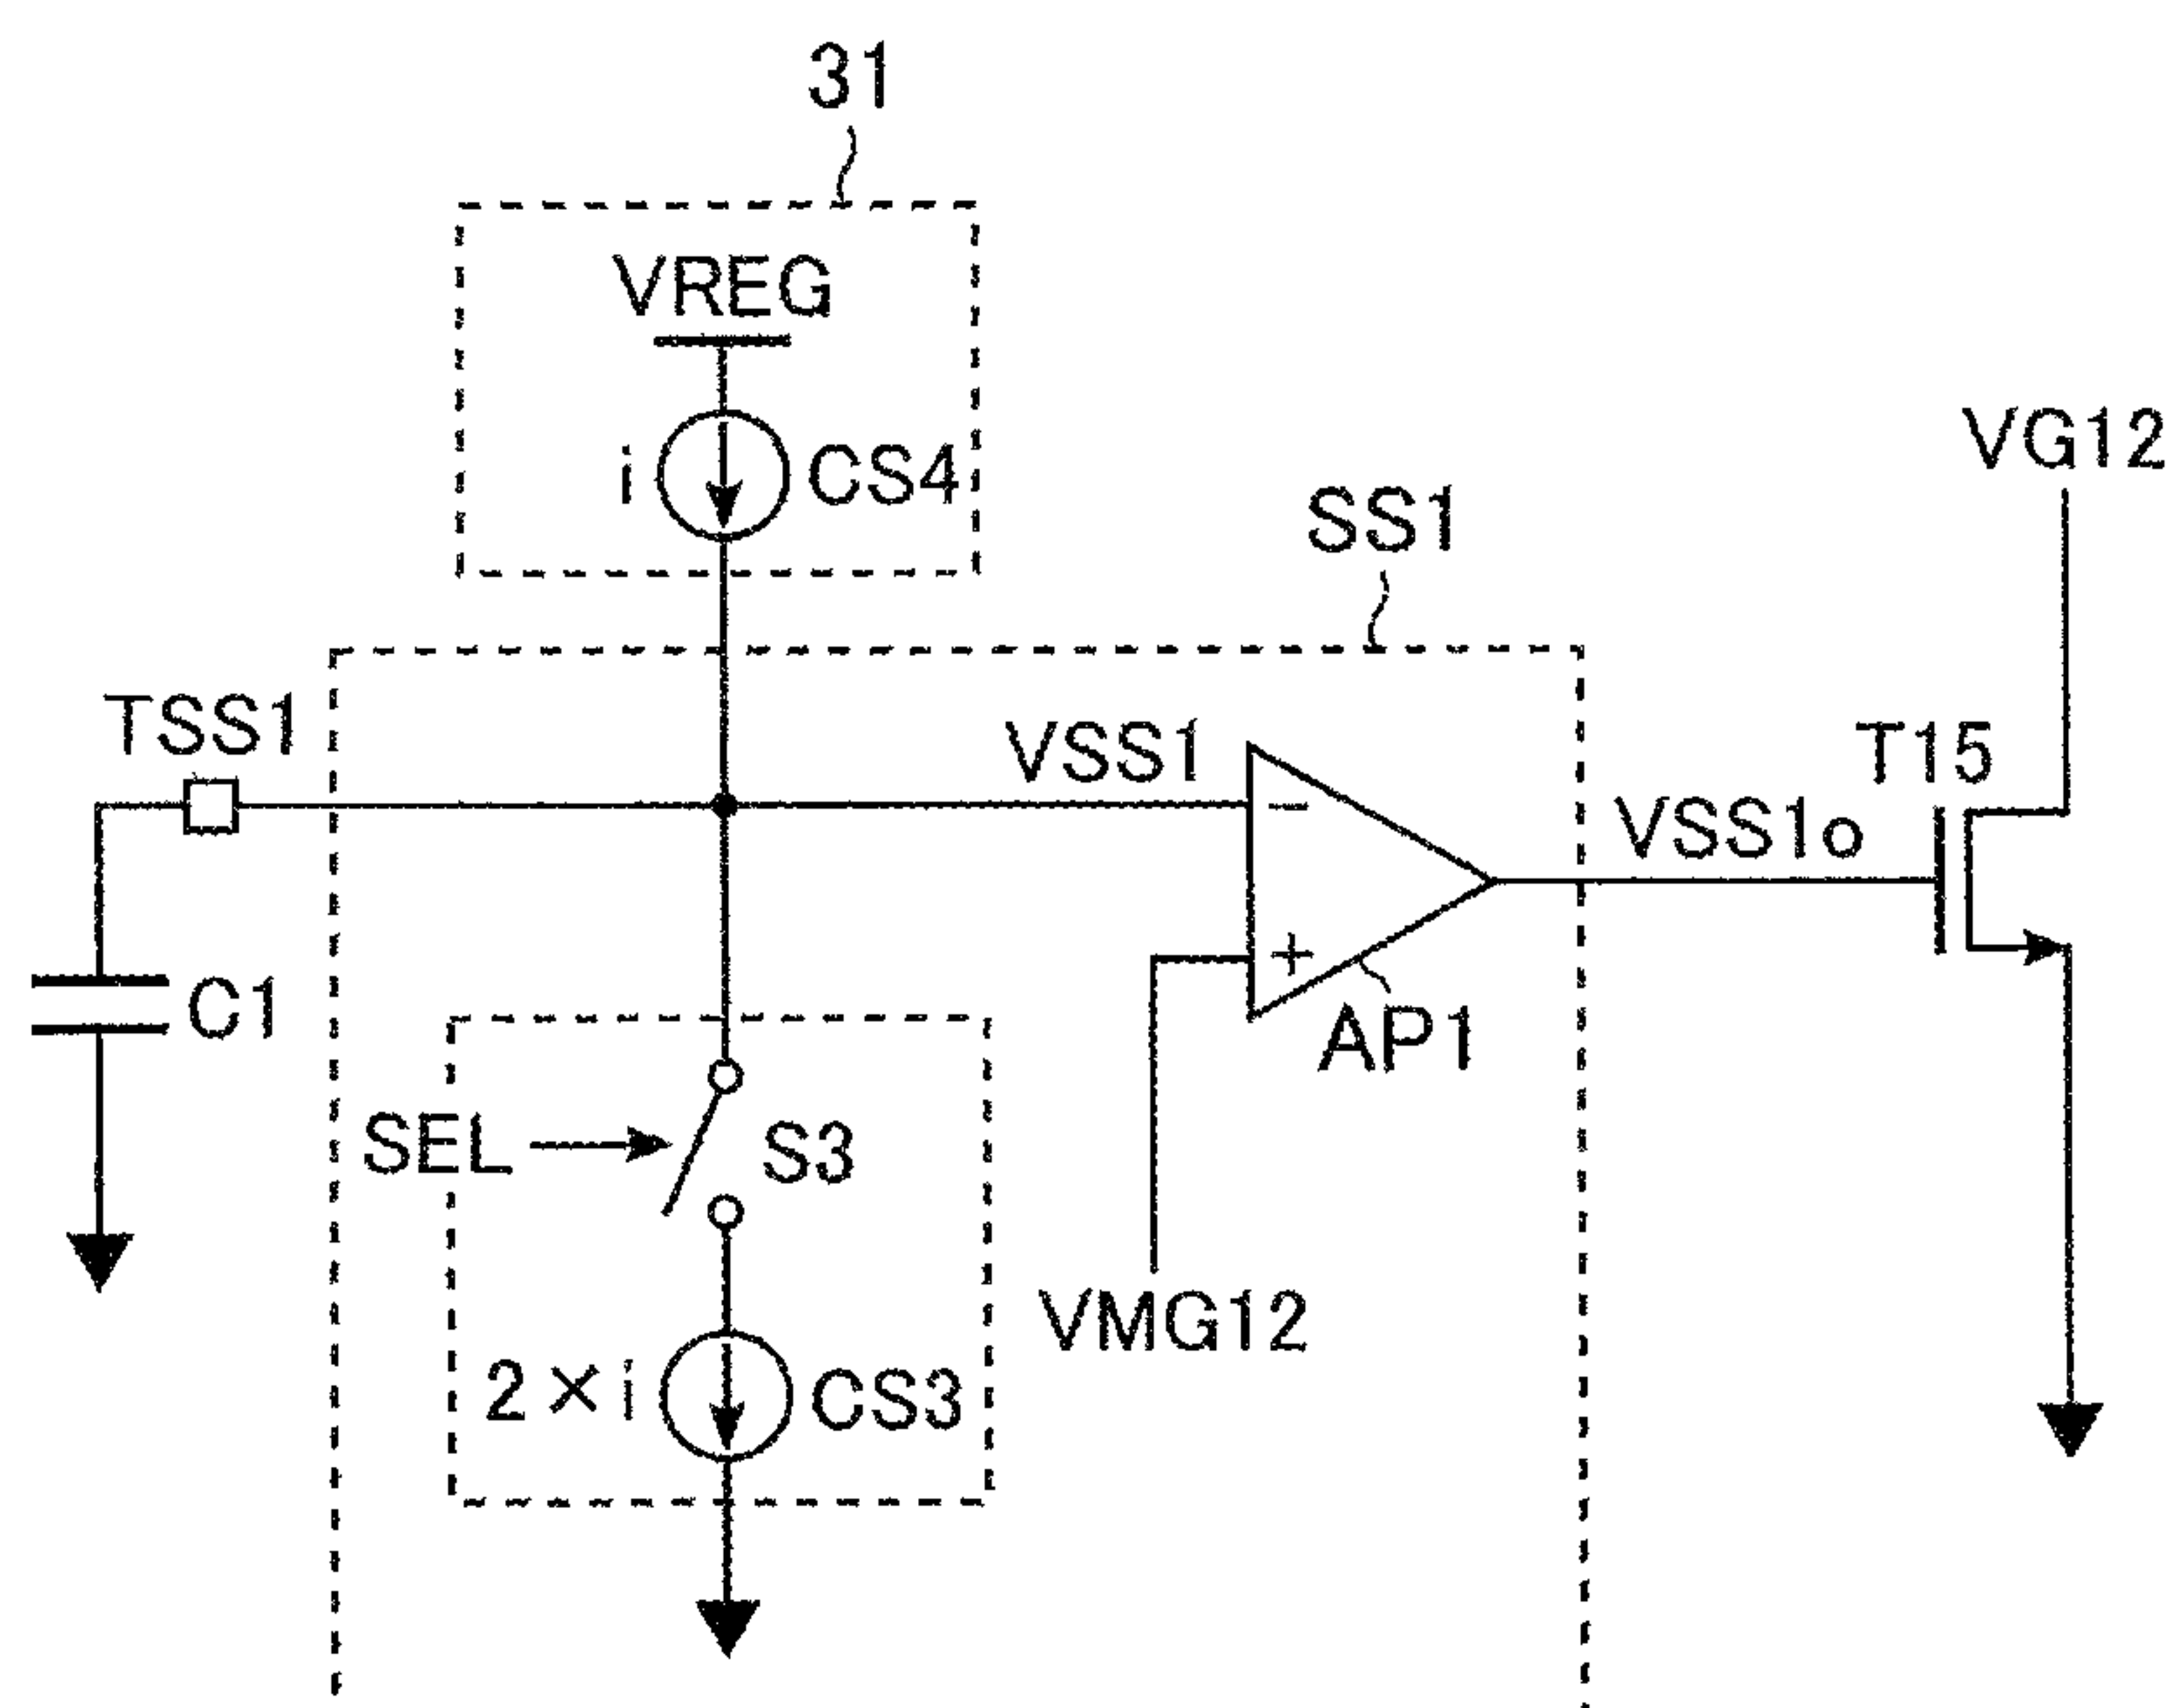 31
VREG
i
CS4
VG12
SS1
TSS1
VSS1
T15
-
VSS1o
+
C1
AP1
SEL
S3
VMG12
2×i
CS3